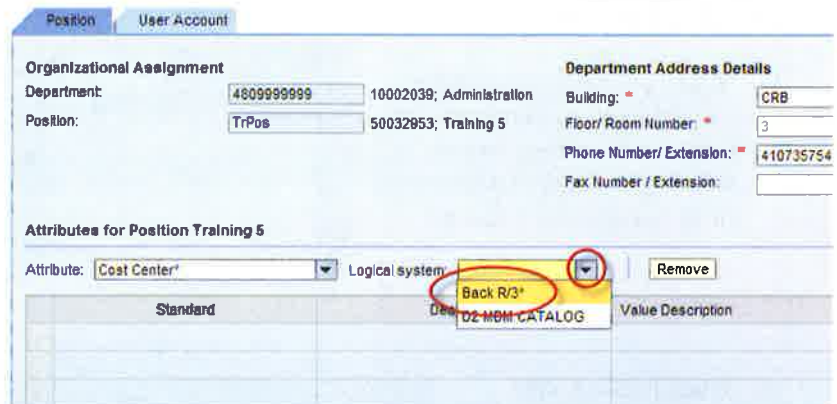 Position User Account
Organizational Assignment
Department: 4809999999 10002039; Administration
Position: TrPos 50032953; Training 5
Department Address Details
Building: * CRB
Floor/ Room Number: * 3
Phone Number/ Extension: * 410735754
Fax Number / Extension:
Attributes for Position Training 5
Attribute: Cost Center* Logical system: Remove
Back R/3*
D2 MDM CATALOG
Standard Value Description